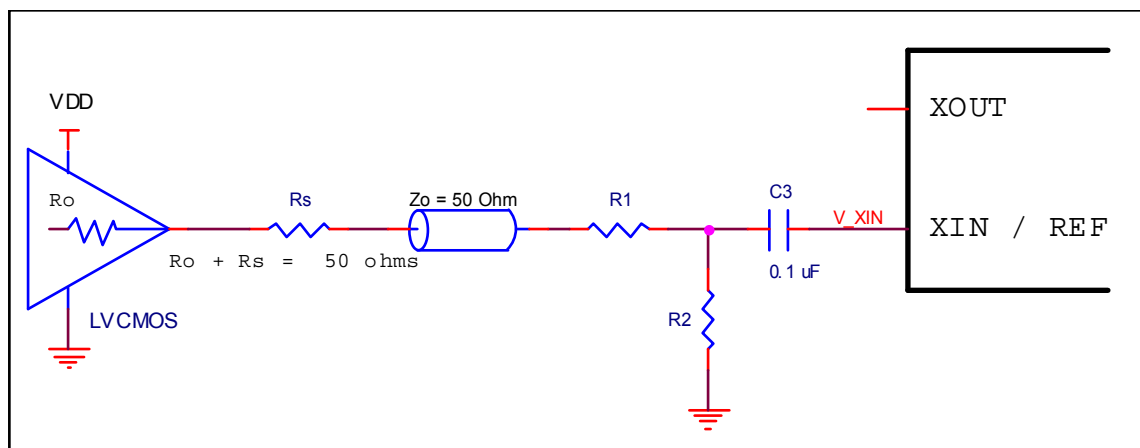 VDD
XOUT
Ro
Rs
Zo = 50 Ohm
R1
C3
V_XIN
XIN / REF
Ro + Rs = 50 ohms
0.1 uF
LVCMOS
R2